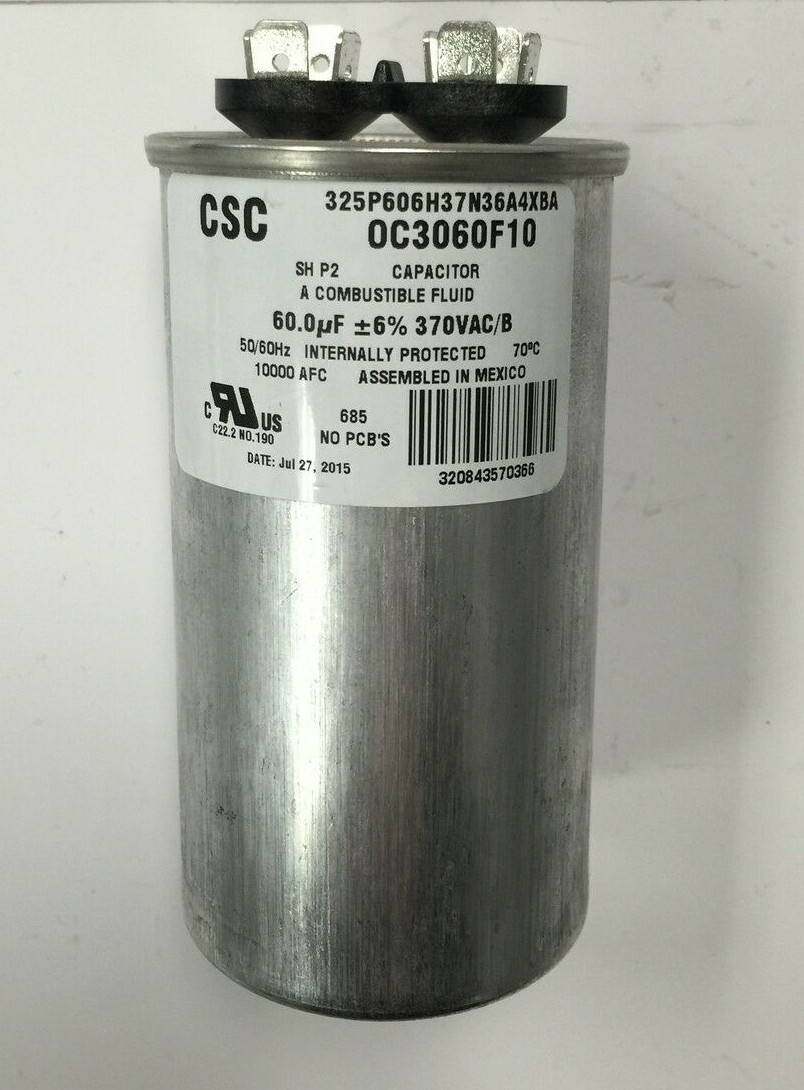 CSC
325P606H37N36A4XBA
OC3060F10
SH P2 CAPACITOR
A COMBUSTIBLE FLUID
60.0µF ±6% 370VAC/B
50/60Hz INTERNALLY PROTECTED 70ºC
10000 AFC ASSEMBLED IN MEXICO
C RU US
C22.2 NO.190
685
NO PCB'S
DATE: Jul 27, 2015
320843570366